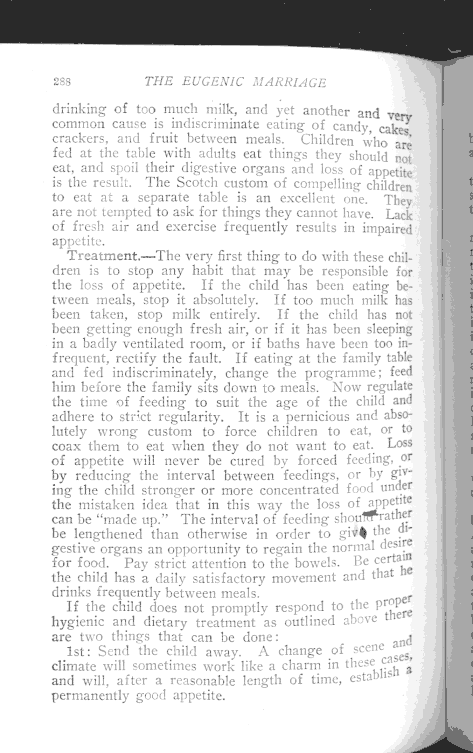 288 THE EUGENIC MARRIAGE
drinking of too much milk, and yet another and very
common cause is indiscriminate eating of candy, cakes,
crackers, and fruit between meals. Children who are
fed at the table with adults eat things they should not
eat, and spoil their digestive organs and loss of appetite
is the result. The Scotch custom of compelling children
to eat at a separate table is an excellent one. They
are not tempted to ask for things they cannot have. Lack
of fresh air and exercise frequently results in impaired
appetite.
Treatment.—The very first thing to do with these chil-
dren is to stop any habit that may be responsible for
the loss of appetite. If the child has been eating be-
tween meals, stop it absolutely. If too much milk has
been taken, stop milk entirely. If the child has not
been getting enough fresh air, or if it has been sleeping
in a badly ventilated room, or if baths have been too in-
frequent, rectify the fault. If eating at the family table
and fed indiscriminately, change the programme; feed
him before the family sits down to meals. Now regulate
the time of feeding to suit the age of the child and
adhere to strict regularity. It is a pernicious and abso-
lutely wrong custom to force children to eat, or to
coax them to eat when they do not want to eat. Loss
of appetite will never be cured by forced feeding, or
by reducing the interval between feedings, or by giv-
ing the child stronger or more concentrated food under
the mistaken idea that in this way the loss of appetite
can be "made up." The interval of feeding should rather
be lengthened than otherwise in order to give the di-
gestive organs an opportunity to regain the normal desire
for food. Pay strict attention to the bowels. Be certain
the child has a daily satisfactory movement and that he
drinks frequently between meals.
If the child does not promptly respond to the proper
hygienic and dietary treatment as outlined above there
are two things that can be done:
1st: Send the child away. A change of scene and
climate will sometimes work like a charm in these cases,
and will, after a reasonable length of time, establish a
permanently good appetite.